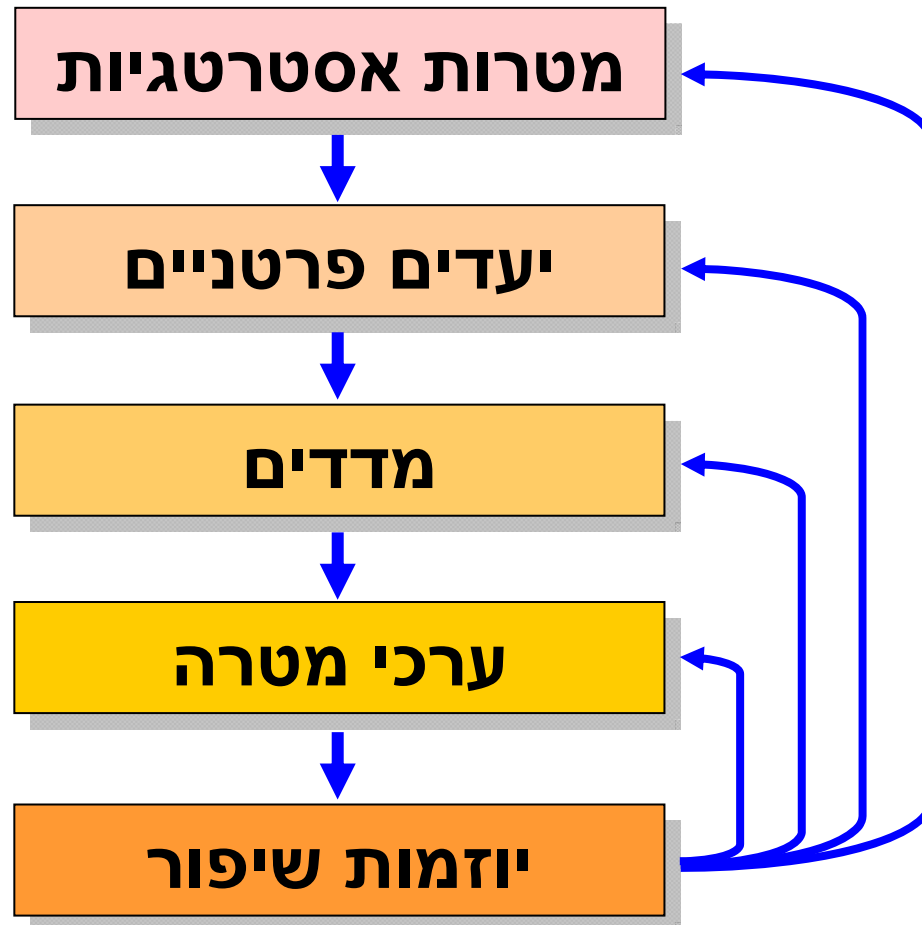 מטרות אסטרטגיות
יעדים פרטניים
מדדים
ערכי מטרה
יוזמות שיפור